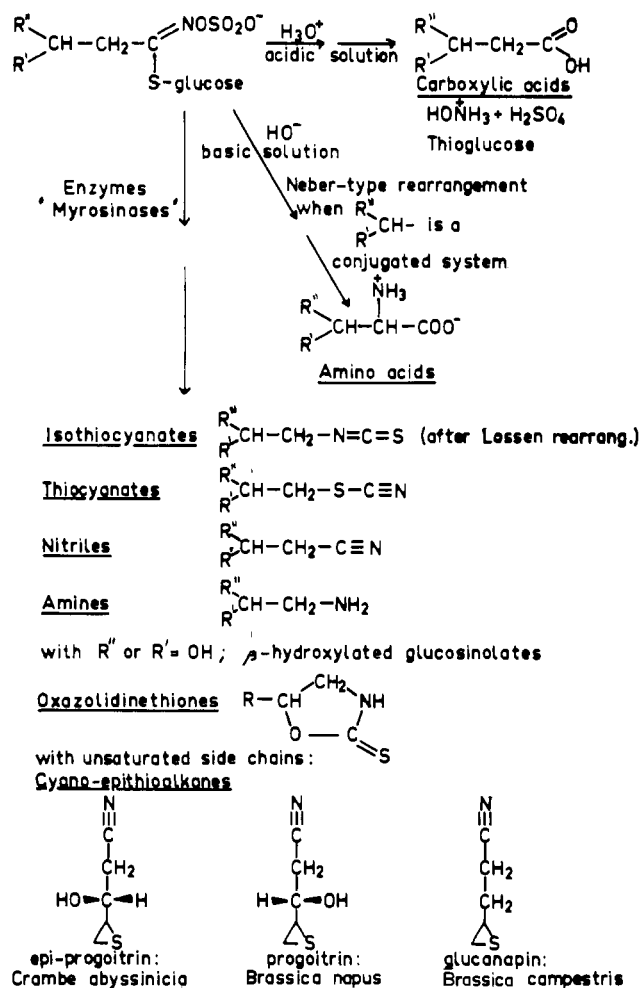 R" R' CH—CH2—C=NOSO2O⁻
S-glucose
H3O⁺
acidic solution
R" R' CH—CH2—C O OH
Carboxylic acids
HOṄH3 + H2SO4
Thioglucose
HO⁻
basic solution
Enzymes
'Myrosinases'
Neber-type rearrangement
when R" R' CH- is a
conjugated system
⁺NH3
R" R' CH—CH—COO⁻
Amino acids
Isothiocyanates R" R' CH—CH2—N=C=S (after Lossen rearrang.)
Thiocyanates R" R' CH—CH2—S—C≡N
Nitriles R" R' CH—CH2—C≡N
Amines R" R' CH—CH2—NH2
with R" or R' = OH; β-hydroxylated glucosinolates
Oxazolidinethiones R—CH CH2 NH O—C=S
with unsaturated side chains:
Cyano-epithioalkanes
N≡C CH2 HO C H S
N≡C CH2 H C OH S
N≡C CH2 CH2 S
epi-progoitrin: progoitrin: glucanapin:
Crambe abyssinicia Brassica napus Brassica campestris